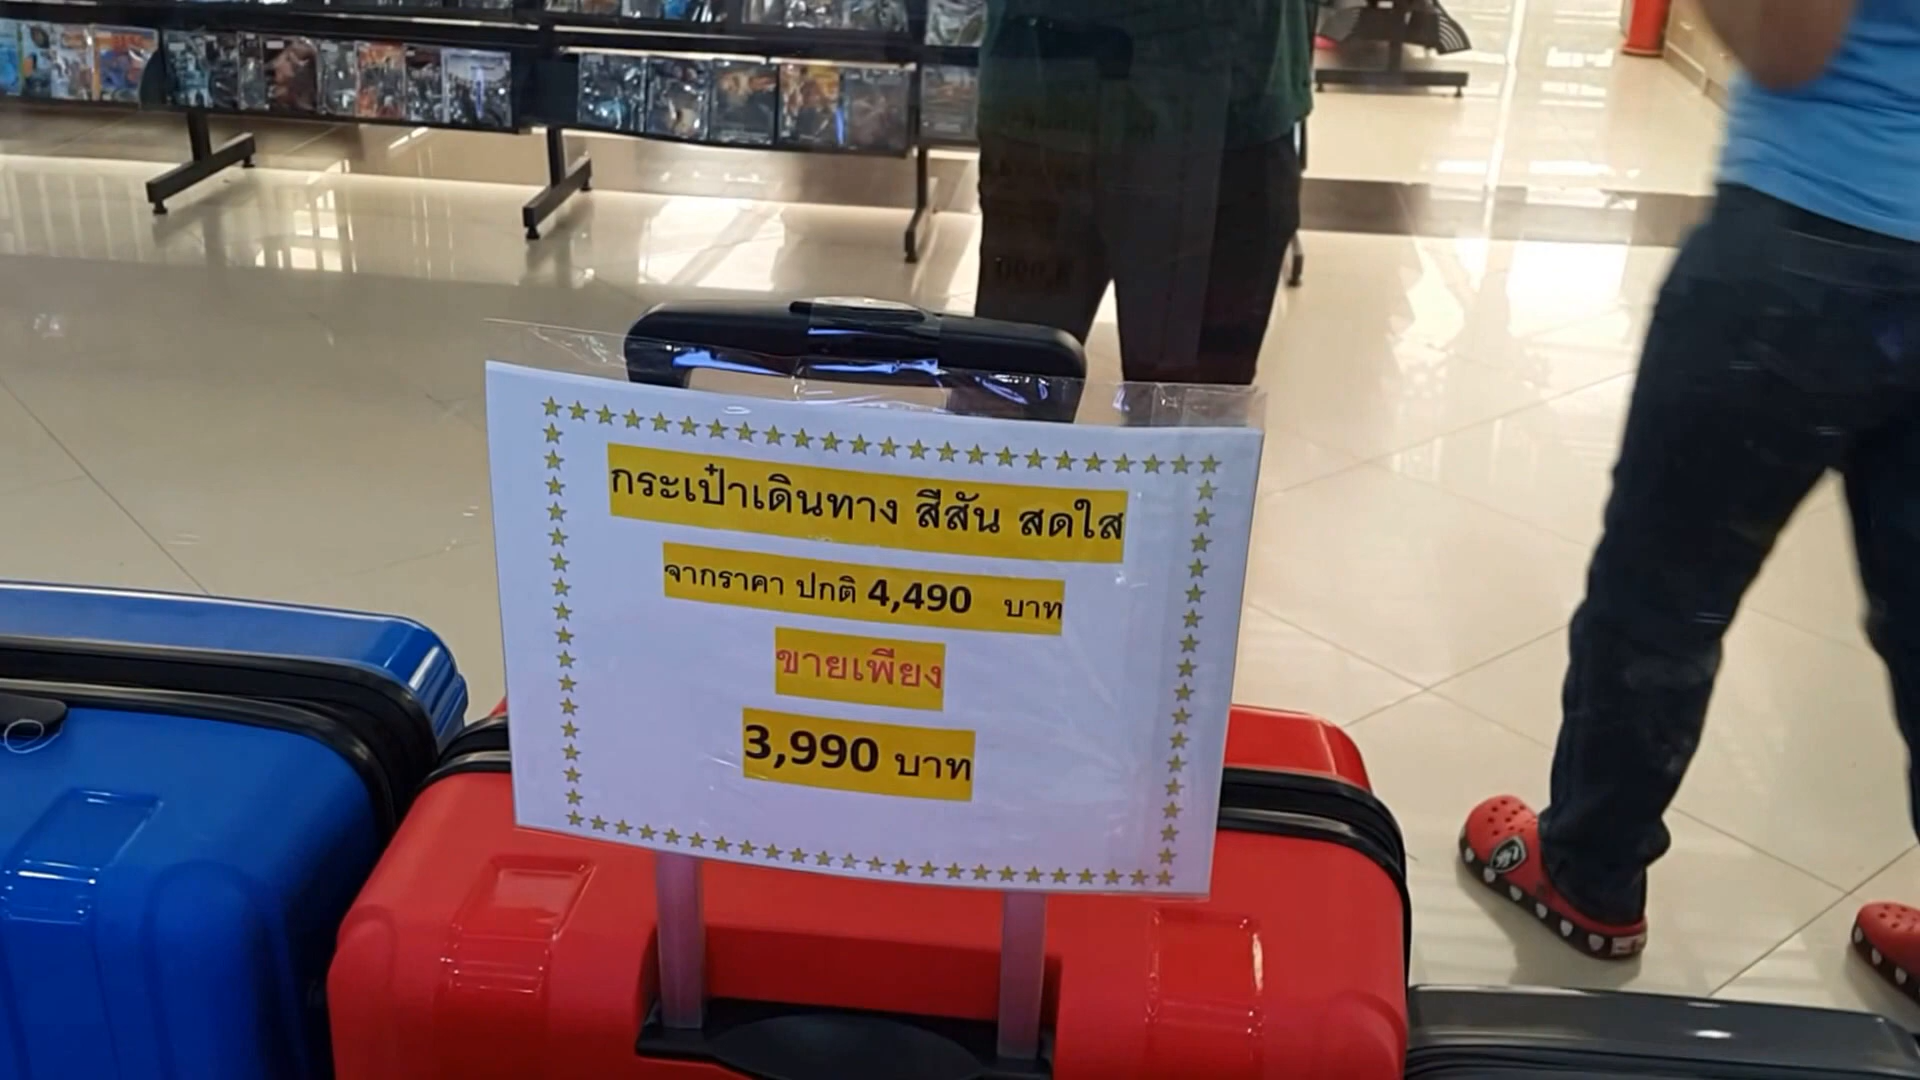 กระเป๋าเดินทาง สีสัน สดใส
จากราคา ปกติ 4,490 บาท
ขายเพียง
3,990 บาท